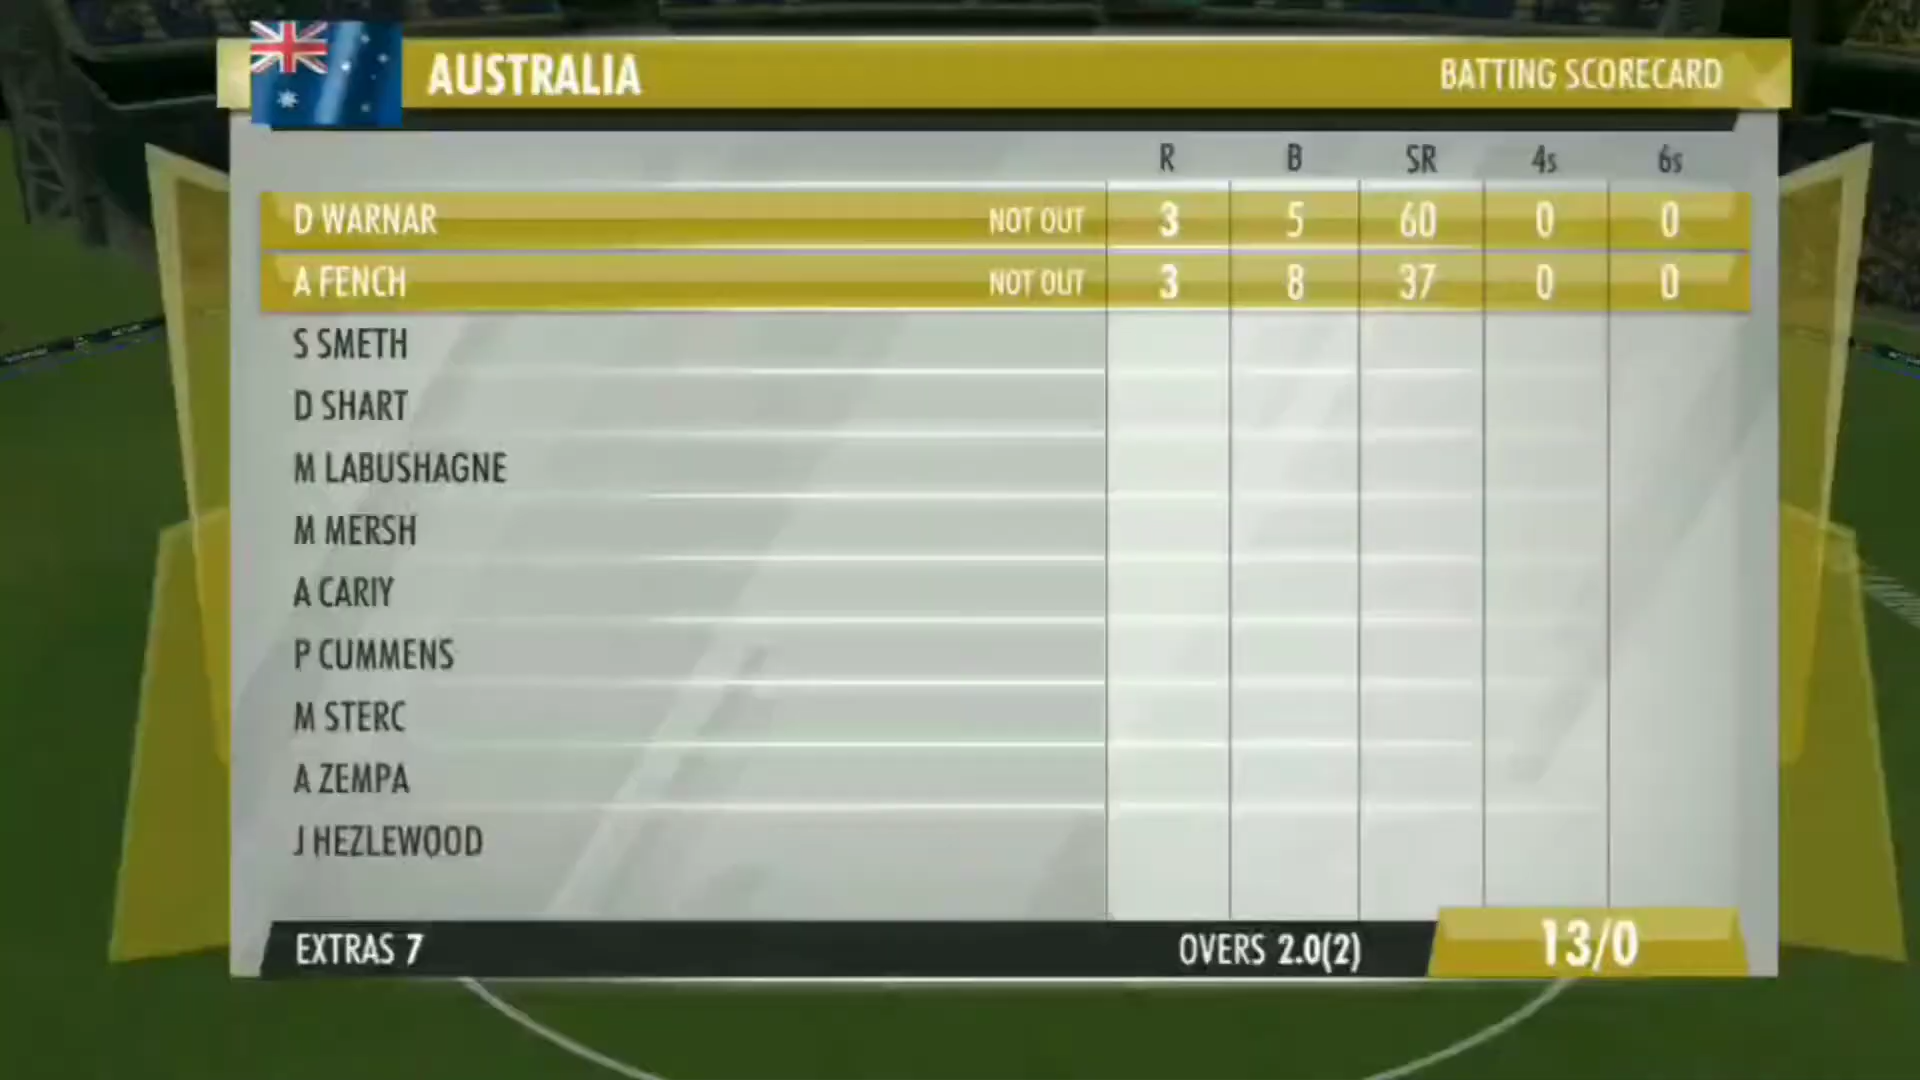 AUSTRALIA BATTING SCORECARD
R B SR 4s 6s
D WARNAR NOT OUT 3 5 60 0 0
A FENCH NOT OUT 3 8 37 0 0
S SMETH
D SHART
M LABUSHAGNE
M MERSH
A CARIY
P CUMMENS
M STERC
A ZEMPA
J HEZLEWOOD
EXTRAS 7 OVERS 2.0(2) 13/0